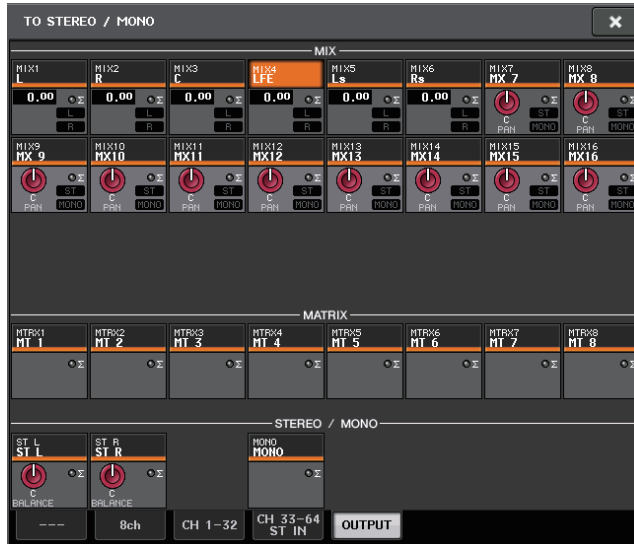 TO STEREO / MONO
MIX
MIX1 MIX2 MIX3 MIX4 MIX5 MIX6 MIX7 MIX8
L R C LFE Ls Rs MX 7 MX 8
0.00 Σ 0.00 Σ 0.00 Σ 0.00 Σ 0.00 Σ 0.00 Σ Σ Σ
L L L L L L ST ST
R R R R R R C PAN MONO C PAN MONO
MIX9 MIX10 MIX11 MIX12 MIX13 MIX14 MIX15 MIX16
MX 9 MX10 MX11 MX12 MX13 MX14 MX15 MX16
Σ Σ Σ Σ Σ Σ Σ Σ
ST ST ST ST ST ST ST ST
C C C C C C C C
PAN MONO PAN MONO PAN MONO PAN MONO PAN MONO PAN MONO PAN MONO PAN MONO
MATRIX
MTRX1 MTRX2 MTRX3 MTRX4 MTRX5 MTRX6 MTRX7 MTRX8
MT 1 MT 2 MT 3 MT 4 MT 5 MT 6 MT 7 MT 8
Σ Σ Σ Σ Σ Σ Σ Σ
STEREO / MONO
ST L ST R MONO
ST L ST R MONO
Σ Σ Σ
C C
BALANCE BALANCE
--- 8ch CH 1-32 CH 33-64 OUTPUT
ST IN